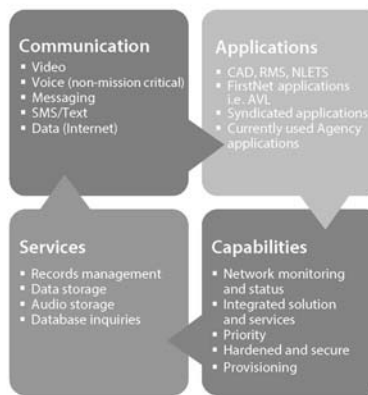 Communication
▪ Video
▪ Voice (non-mission critical)
▪ Messaging
▪ SMS/Text
▪ Data (Internet)
Applications
▪ CAD, RMS, NLETS
▪ FirstNet applications
i.e. AVL
▪ Syndicated applications
▪ Currently used Agency
applications
Services
▪ Records management
▪ Data storage
▪ Audio storage
▪ Database inquiries
Capabilities
▪ Network monitoring
and status
▪ Integrated solution
and services
▪ Priority
▪ Hardened and secure
▪ Provisioning